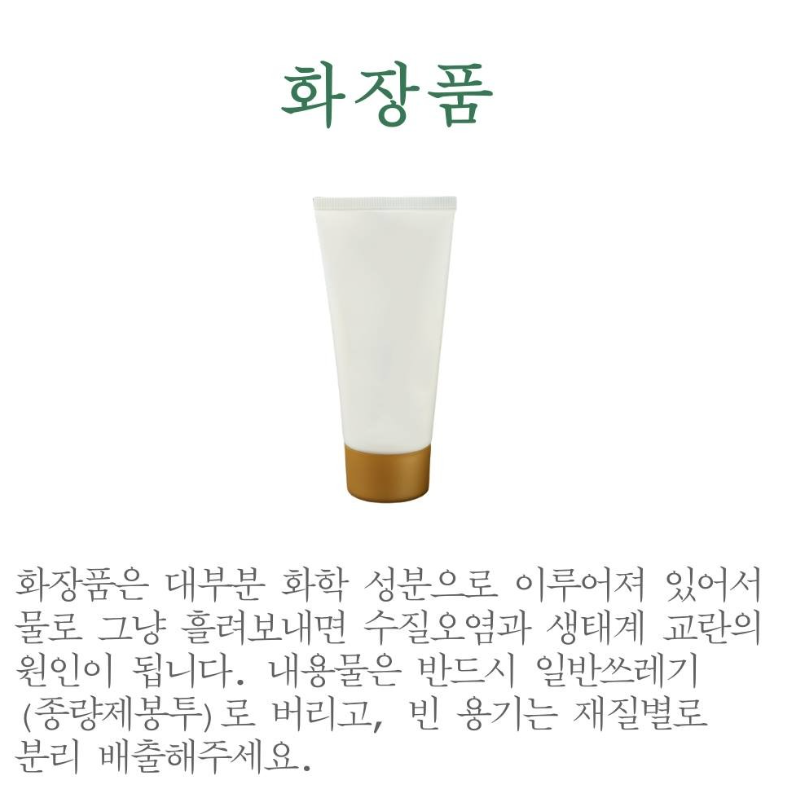 화장품
화장품은 대부분 화학 성분으로 이루어져 있어서
물로 그냥 흘려보내면 수질오염과 생태계 교란의
원인이 됩니다. 내용물은 반드시 일반쓰레기
(종량제봉투)로 버리고, 빈 용기는 재질별로
분리 배출해주세요.